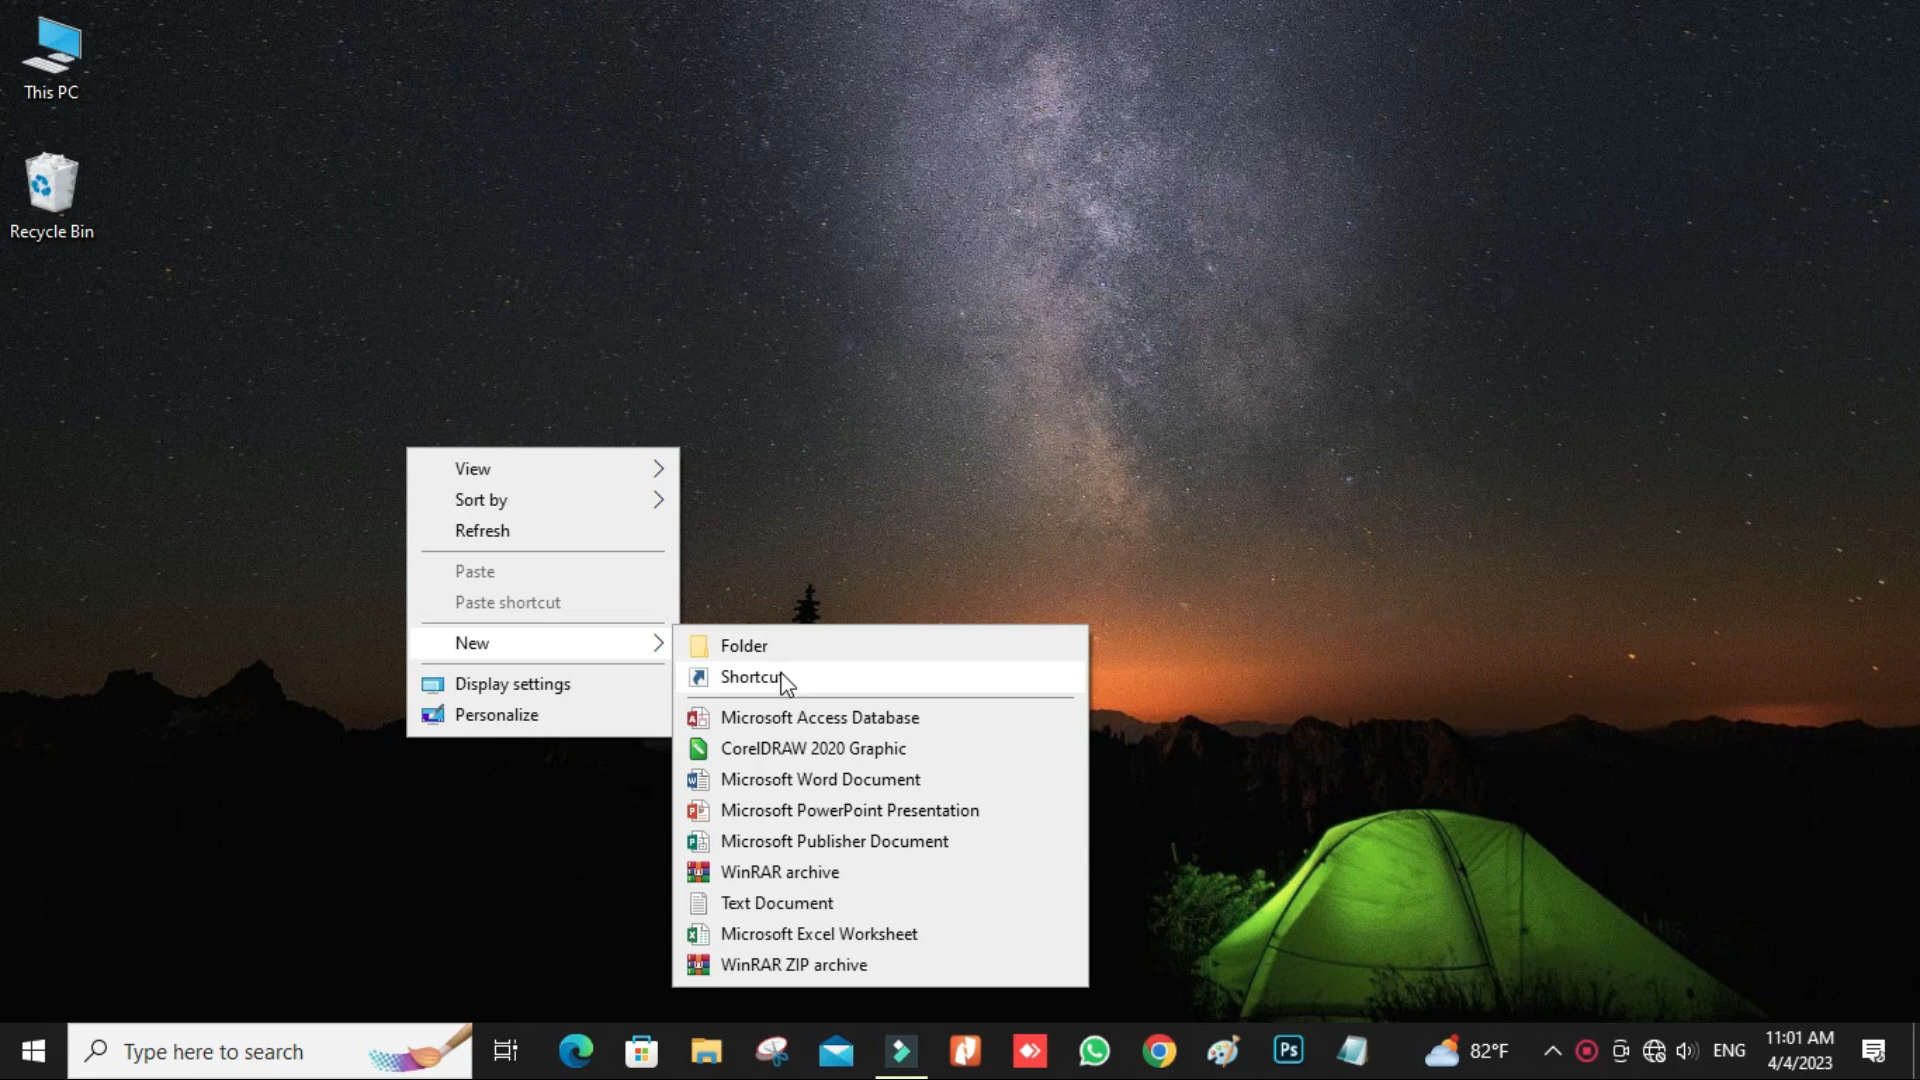 This PC
Recycle Bin
View
Sort by
Refresh
Paste
Paste shortcut
New
Display settings
Personalize
Folder
Shortcut
Microsoft Access Database
CorelDRAW 2020 Graphic
Microsoft Word Document
Microsoft PowerPoint Presentation
Microsoft Publisher Document
WinRAR archive
Text Document
Microsoft Excel Worksheet
WinRAR ZIP archive
Type here to search
Ps
82°F
ENG
11:01 AM
4/4/2023